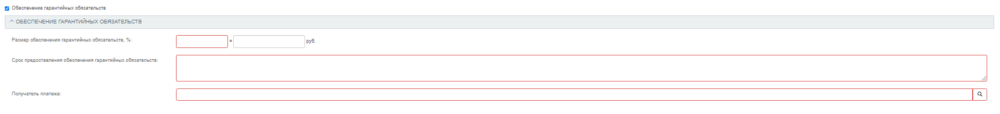 Обеспечение гарантийных обязательств
ОБЕСПЕЧЕНИЕ ГАРАНТИЙНЫХ ОБЯЗАТЕЛЬСТВ
Размер обеспечения гарантийных обязательств, %: = руб.
Срок предоставления обеспечения гарантийных обязательств:
Получатель платежа: